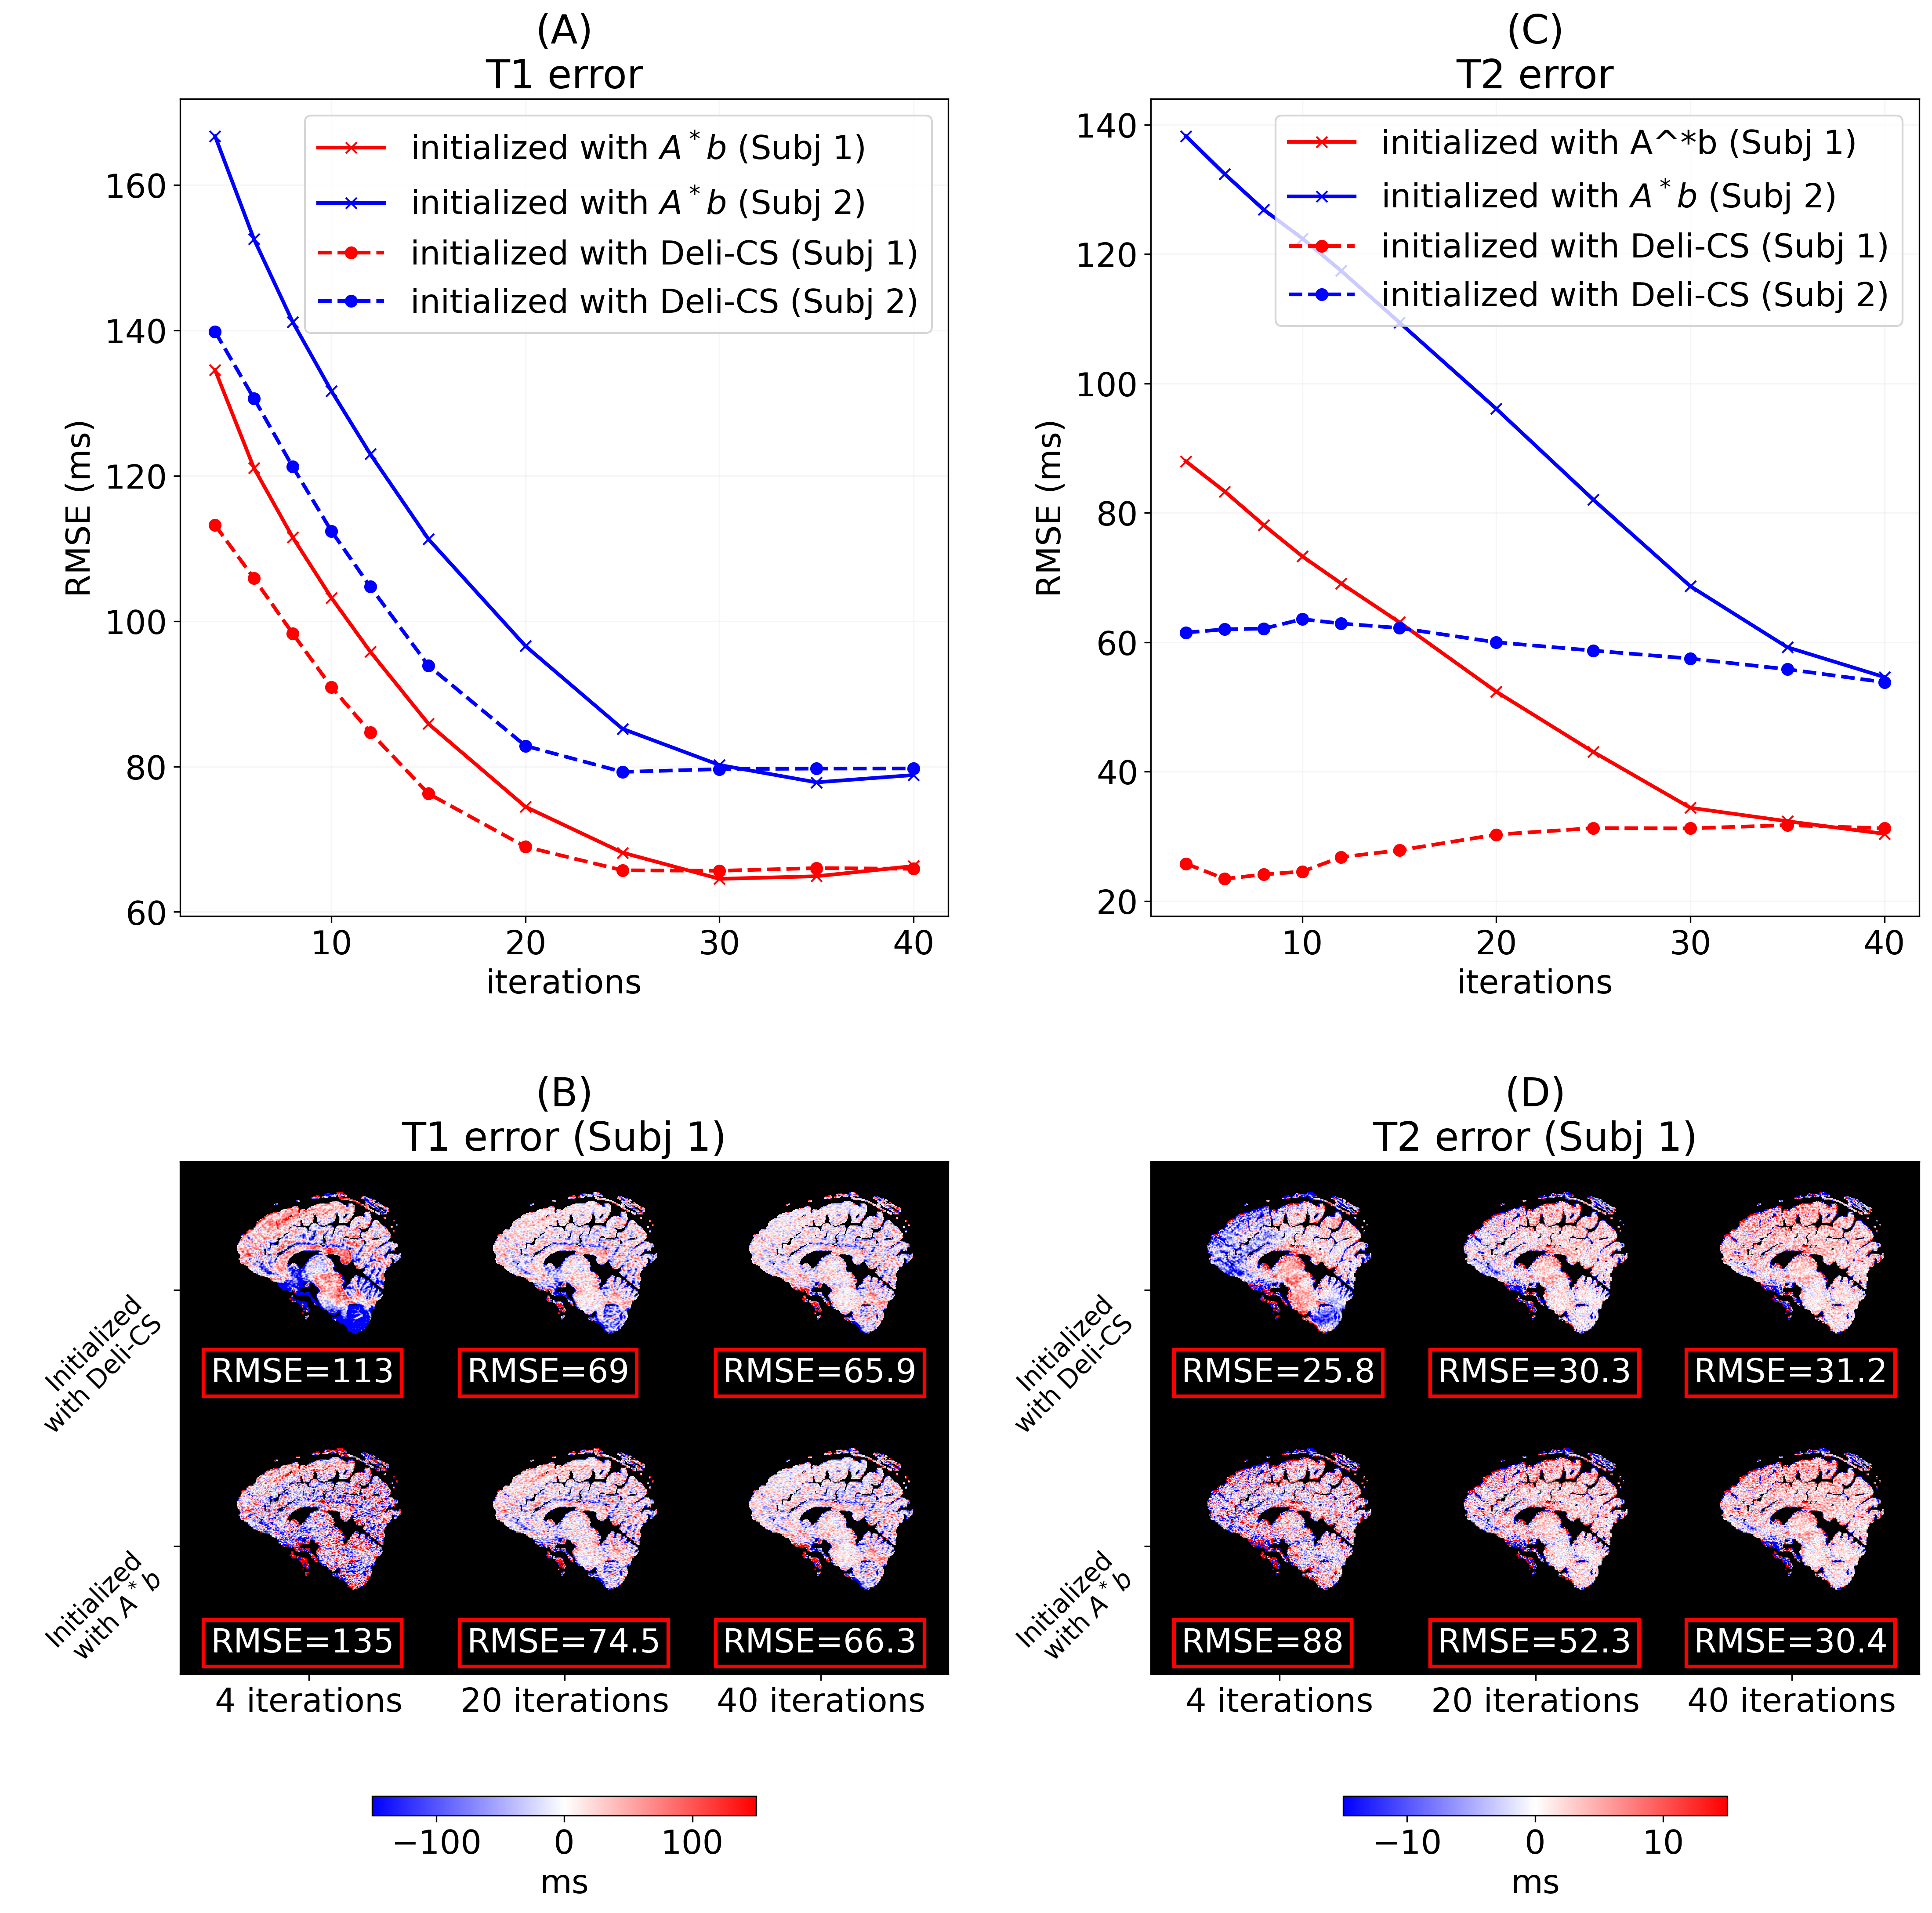 (A)
T1 error
160
140
120
100
80
60
RMSE (ms)
initialized with A*b (Subj 1)
initialized with A*b (Subj 2)
initialized with Deli-CS (Subj 1)
initialized with Deli-CS (Subj 2)
10 20 30 40
iterations
(C)
T2 error
140
120
100
80
60
40
20
RMSE (ms)
initialized with A^*b (Subj 1)
initialized with A*b (Subj 2)
initialized with Deli-CS (Subj 1)
initialized with Deli-CS (Subj 2)
10 20 30 40
iterations
(B)
T1 error (Subj 1)
Initialized
with Deli-CS
RMSE=113 RMSE=69 RMSE=65.9
Initialized
with A*b
RMSE=135 RMSE=74.5 RMSE=66.3
4 iterations 20 iterations 40 iterations
−100 0 100
ms
(D)
T2 error (Subj 1)
Initialized
with Deli-CS
RMSE=25.8 RMSE=30.3 RMSE=31.2
Initialized
with A*b
RMSE=88 RMSE=52.3 RMSE=30.4
4 iterations 20 iterations 40 iterations
−10 0 10
ms